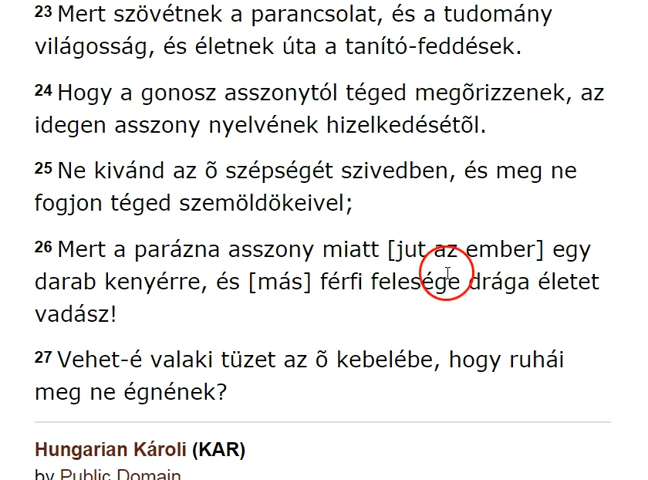 23 Mert szövétnek a parancsolat, és a tudomány
világosság, és életnek úta a tanító-feddések.
24 Hogy a gonosz asszonytól téged megõrizzenek, az
idegen asszony nyelvének hizelkedésétõl.
25 Ne kivánd az õ szépségét szivedben, és meg ne
fogjon téged szemöldökeivel;
26 Mert a parázna asszony miatt [jut az ember] egy
darab kenyérre, és [más] férfi felesége drága életet
vadász!
27 Vehet-é valaki tüzet az õ kebelébe, hogy ruhái
meg ne égnének?
Hungarian Károli (KAR)
by Public Domain